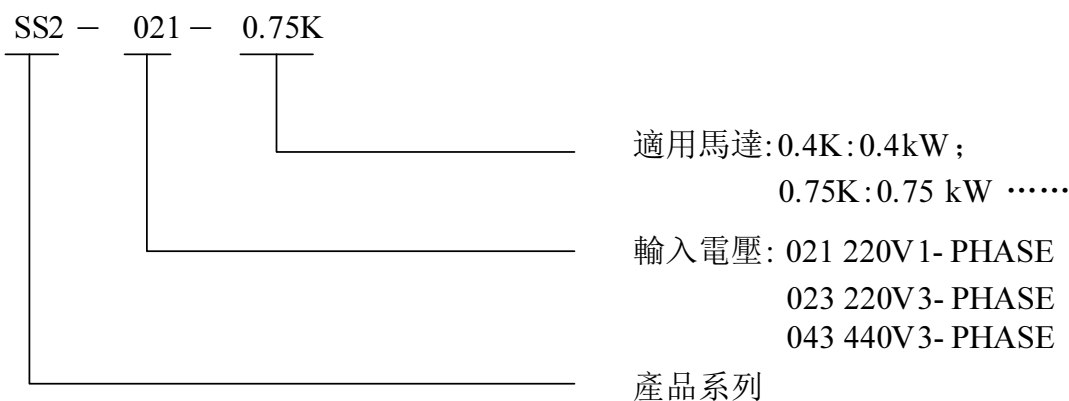 SS2 － 021 － 0.75K
適用馬達:0.4K:0.4kW；
0.75K:0.75 kW ……
輸入電壓: 021 220V 1- PHASE
023 220V 3- PHASE
043 440V 3- PHASE
產品系列